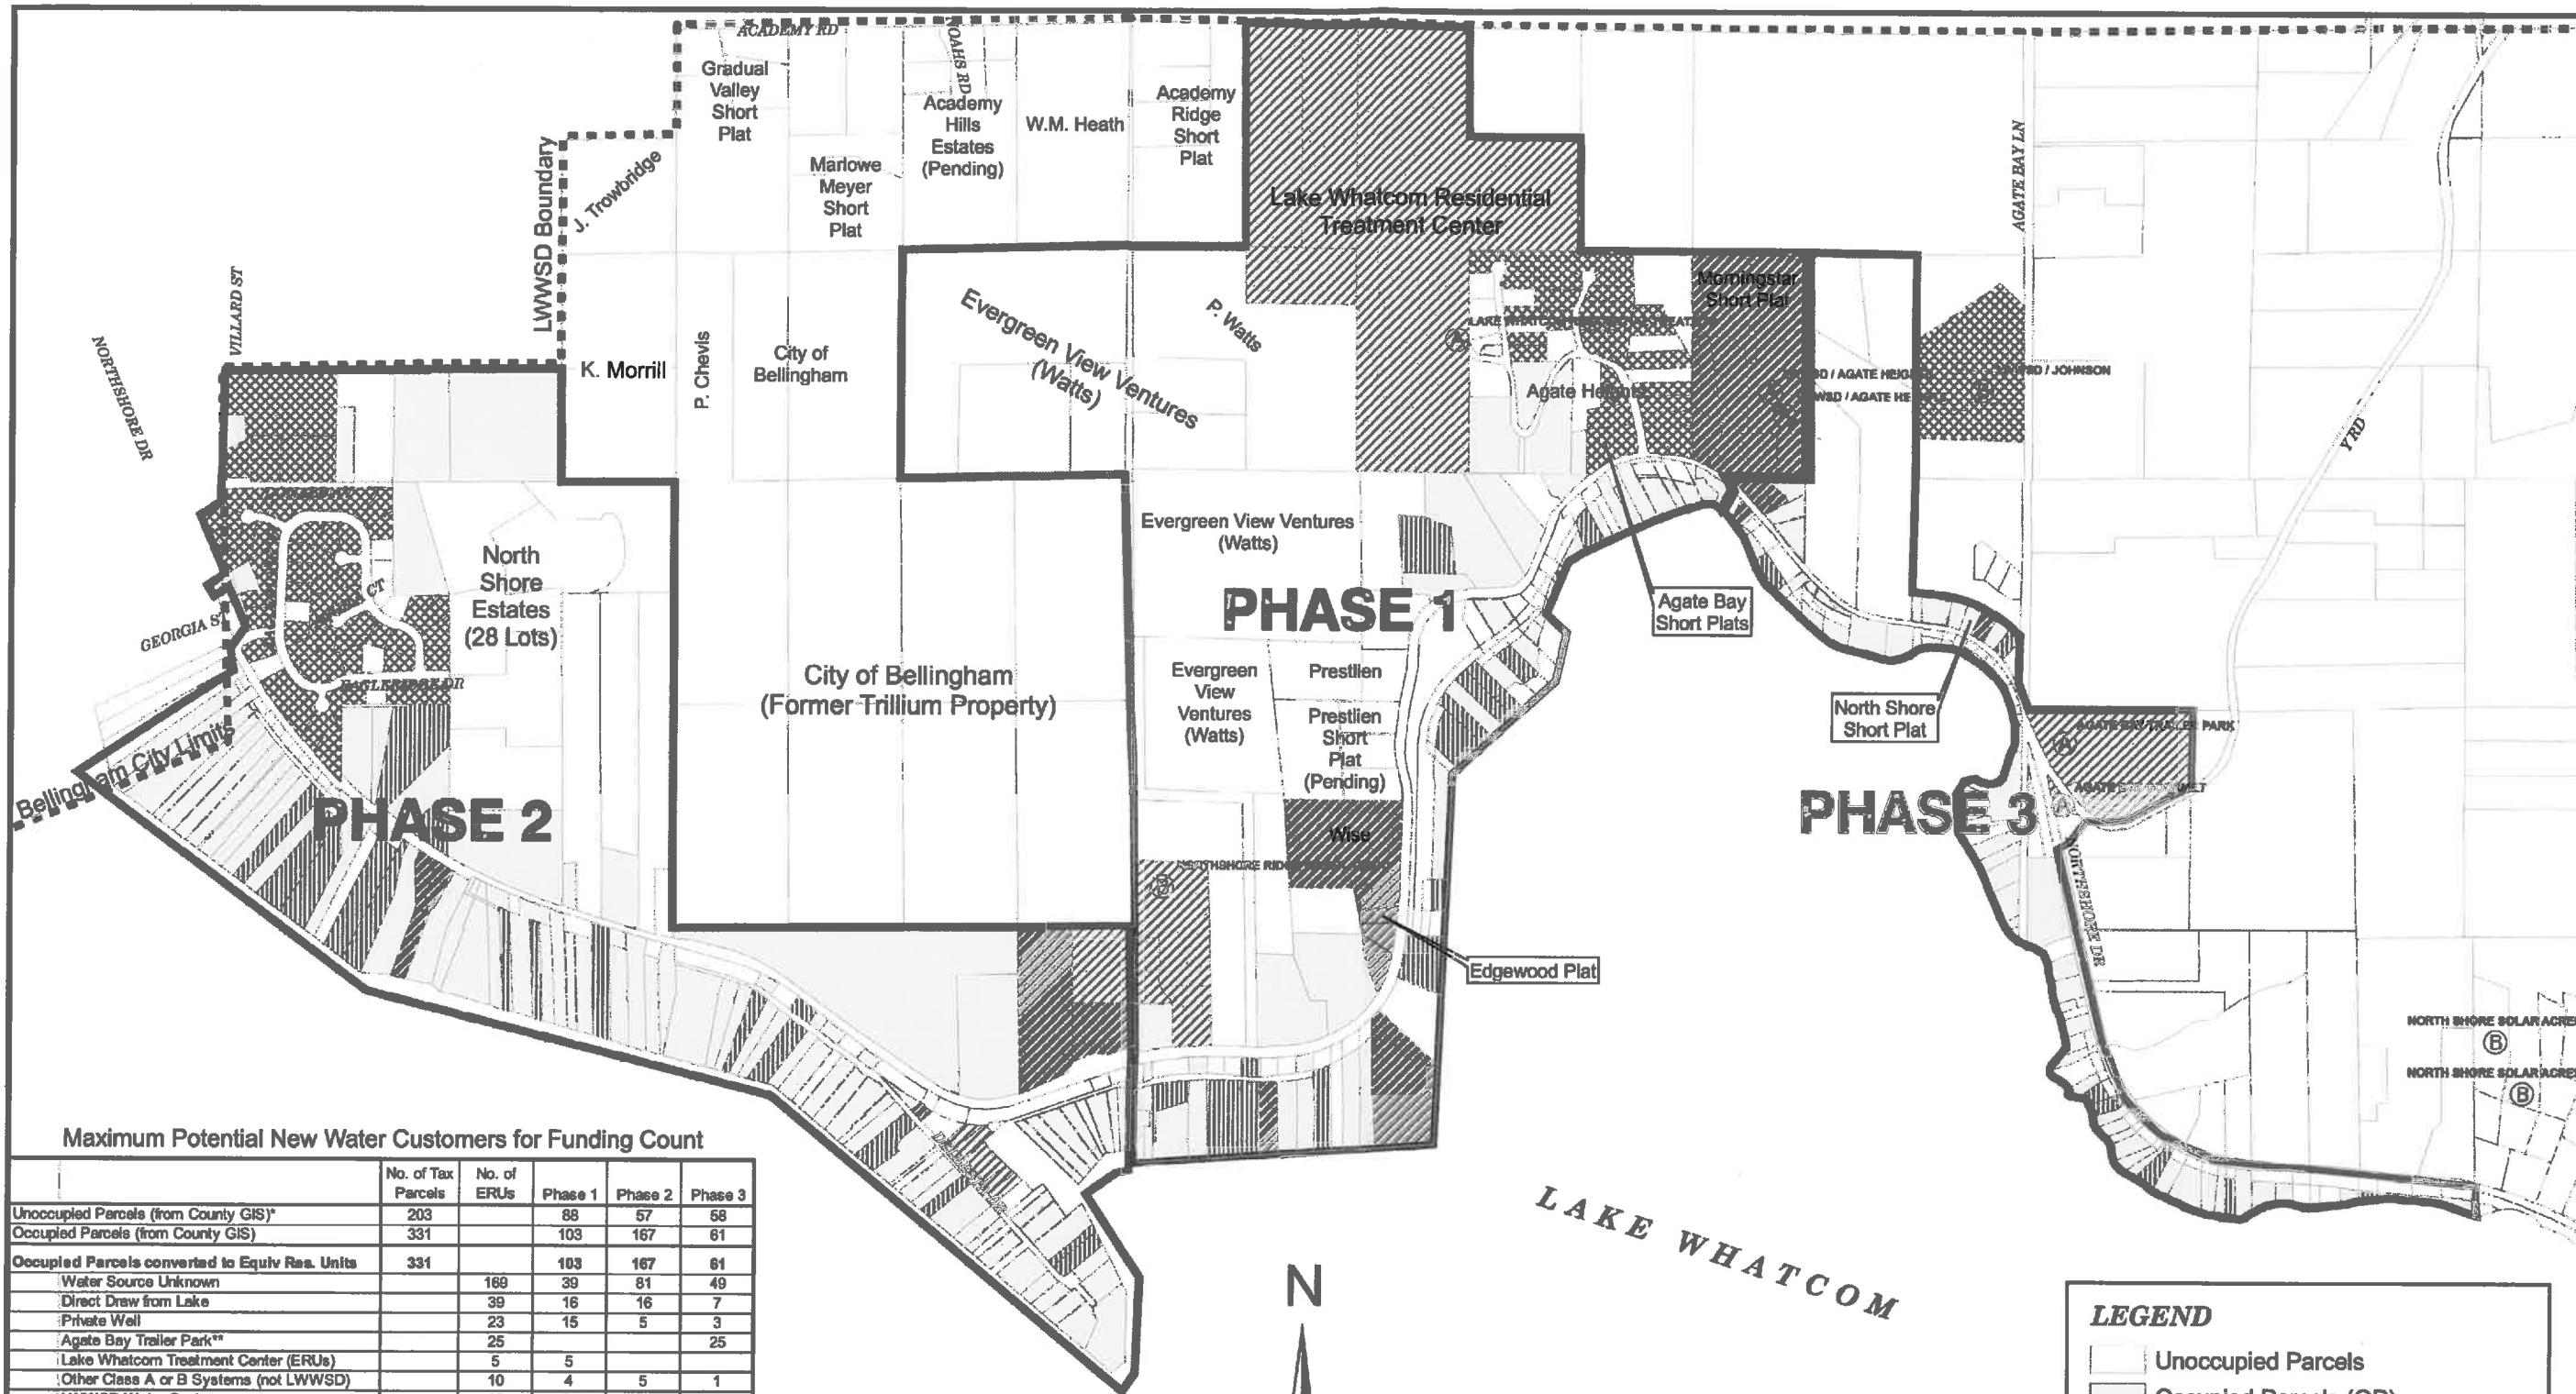 ACADEMY RD
Gradual
Valley
Short
Plat
Academy
Hills
Estates
(Pending)
W.M. Heath
Academy
Ridge
Short
Plat
Marlowe
Meyer
Short
Plat
Lake Whatcom Residential
Treatment Center
AGATE BAY LN
LWWSD Boundary
J. Trowbridge
VILLARD ST
NORTHSHORE DR
K. Morrill
P. Chevis
City of
Bellingham
Evergreen View Ventures
(Watts)
P. Watts
Morningstar
Short Plat
Agate Heights
/ JOHNSON
Y RD
North
Shore
Estates
(28 Lots)
CT
GEORGIA ST
EAGLERIDGE DR
Bellingham City Limits
PHASE 2
City of Bellingham
(Former Trillium Property)
Evergreen View Ventures
(Watts)
PHASE 1
Agate Bay
Short Plats
Evergreen
View
Ventures
(Watts)
Prestlien
Prestlien
Short
Plat
(Pending)
North Shore
Short Plat
AGATE BAY TRAILER PARK
A
PHASE 3
Wise
B
Edgewood Plat
NORTHSHORE DR
NORTH SHORE SOLAR ACRES
B
NORTH SHORE SOLAR ACRES
B
LAKE WHATCOM
N
Maximum Potential New Water Customers for Funding Count
No. of Tax Parcels No. of ERUs Phase 1 Phase 2 Phase 3
Unoccupied Parcels (from County GIS)* 203 88 57 58
Occupied Parcels (from County GIS) 331 103 167 61
Occupied Parcels converted to Equiv Res. Units 331 103 167 61
Water Source Unknown 169 39 81 49
Direct Draw from Lake 39 16 16 7
Private Well 23 15 5 3
Agate Bay Trailer Park** 25 25
Lake Whatcom Treatment Center (ERUs) 5 5
Other Class A or B Systems (not LWWSD) 10 4 5 1
LEGEND
Unoccupied Parcels